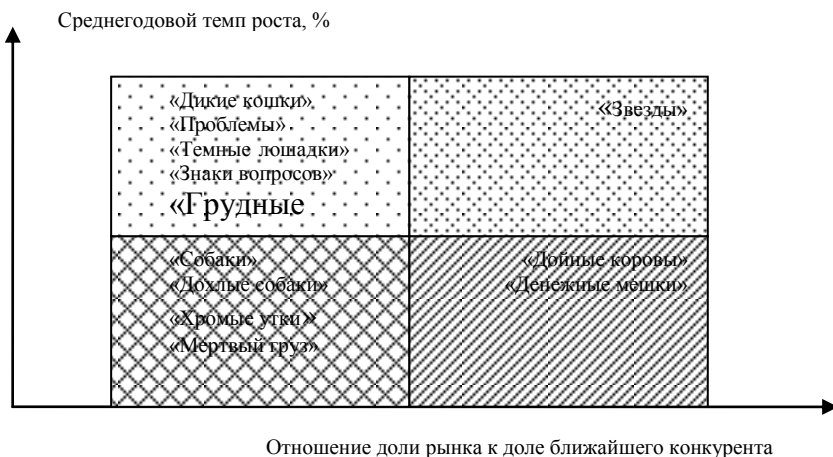 Среднегодовой темп роста, %
«Дикие кошки»
«Проблемы»
«Темные лошадки»
«Знаки вопросов»
«Грудные
«Звезды»
«Собаки»
«Дохлые собаки»
«Хромые утки»
«Мертвый груз»
«Дойные коровы»
«Денежные мешки»
Отношение доли рынка к доле ближайшего конкурента